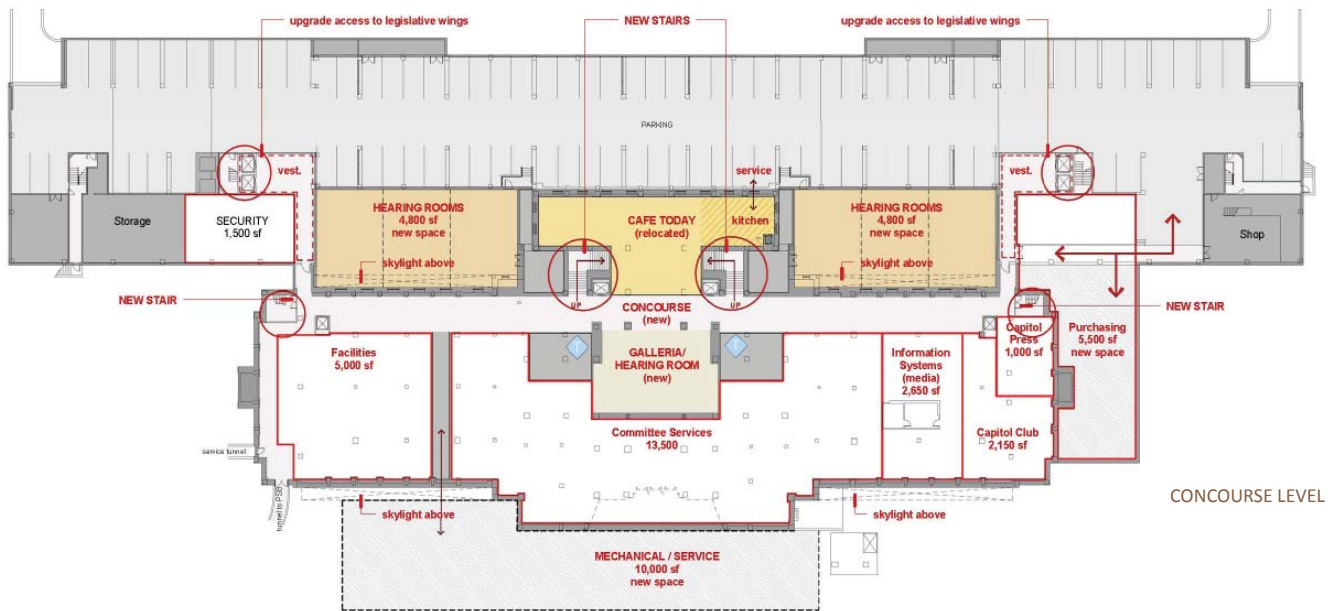 upgrade access to legislative wings
NEW STAIRS
upgrade access to legislative wings
PARKING
vest.
service
vest.
Storage
SECURITY
1,500 sf
HEARING ROOMS
4,800 sf
new space
CAFE TODAY
(relocated)
kitchen
HEARING ROOMS
4,800 sf
new space
Shop
skylight above
skylight above
NEW STAIR
UP
UP
NEW STAIR
CONCOURSE
(new)
Facilities
5,000 sf
GALLERIA/
HEARING ROOM
(new)
Information
Systems
(media)
2,650 sf
Capitol
Press
1,000 sf
Purchasing
5,500 sf
new space
Committee Services
13,500
Capitol Club
2,150 sf
service tunnel
tunnel to PSB
skylight above
skylight above
CONCOURSE LEVEL
MECHANICAL / SERVICE
10,000 sf
new space